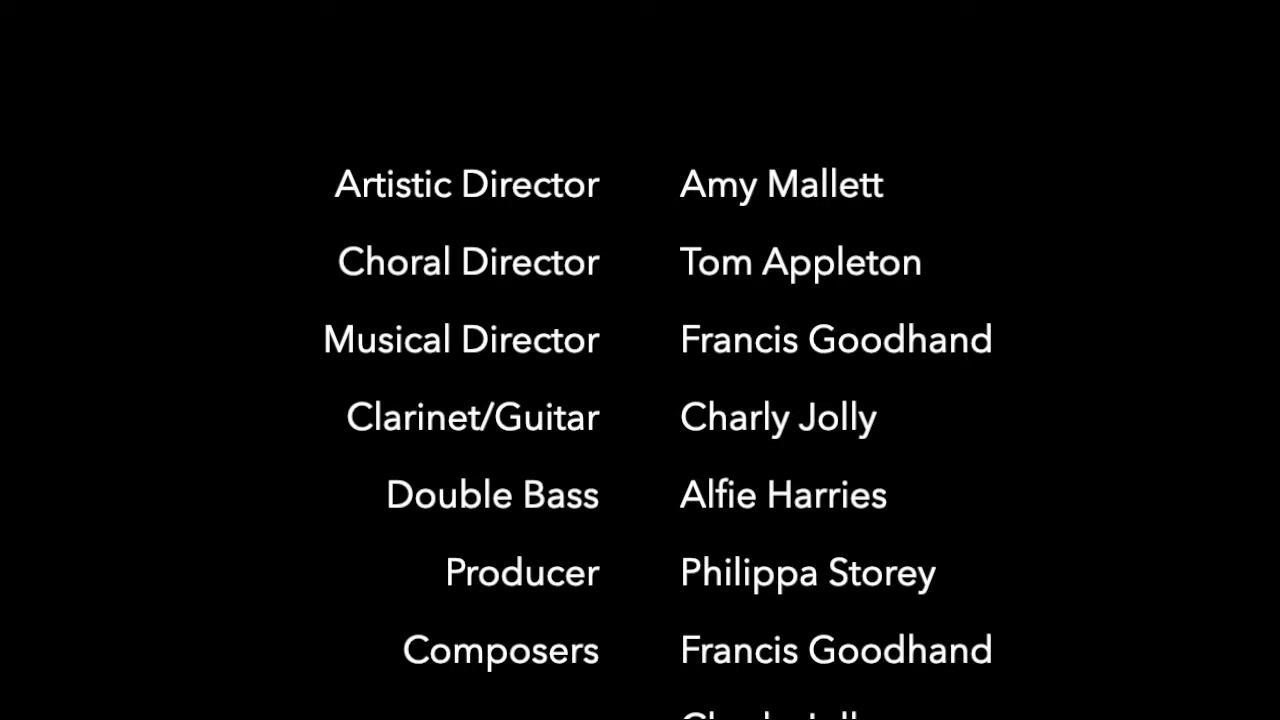 Artistic Director Amy Mallett
Choral Director Tom Appleton
Musical Director Francis Goodhand
Clarinet/Guitar Charly Jolly
Double Bass Alfie Harries
Producer Philippa Storey
Composers Francis Goodhand